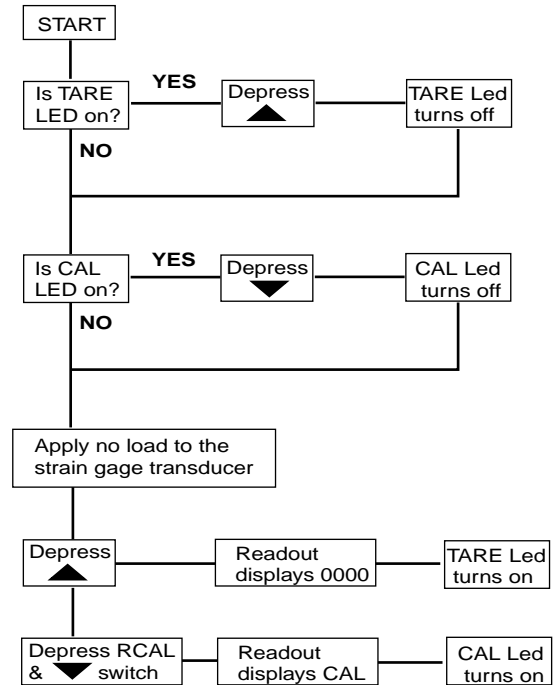 START
Is TARE
LED on?
YES
Depress
TARE Led
turns off
NO
Is CAL
LED on?
YES
Depress
CAL Led
turns off
NO
Apply no load to the
strain gage transducer
Depress
Readout
displays 0000
TARE Led
turns on
Depress RCAL
& switch
Readout
displays CAL
CAL Led
turns on